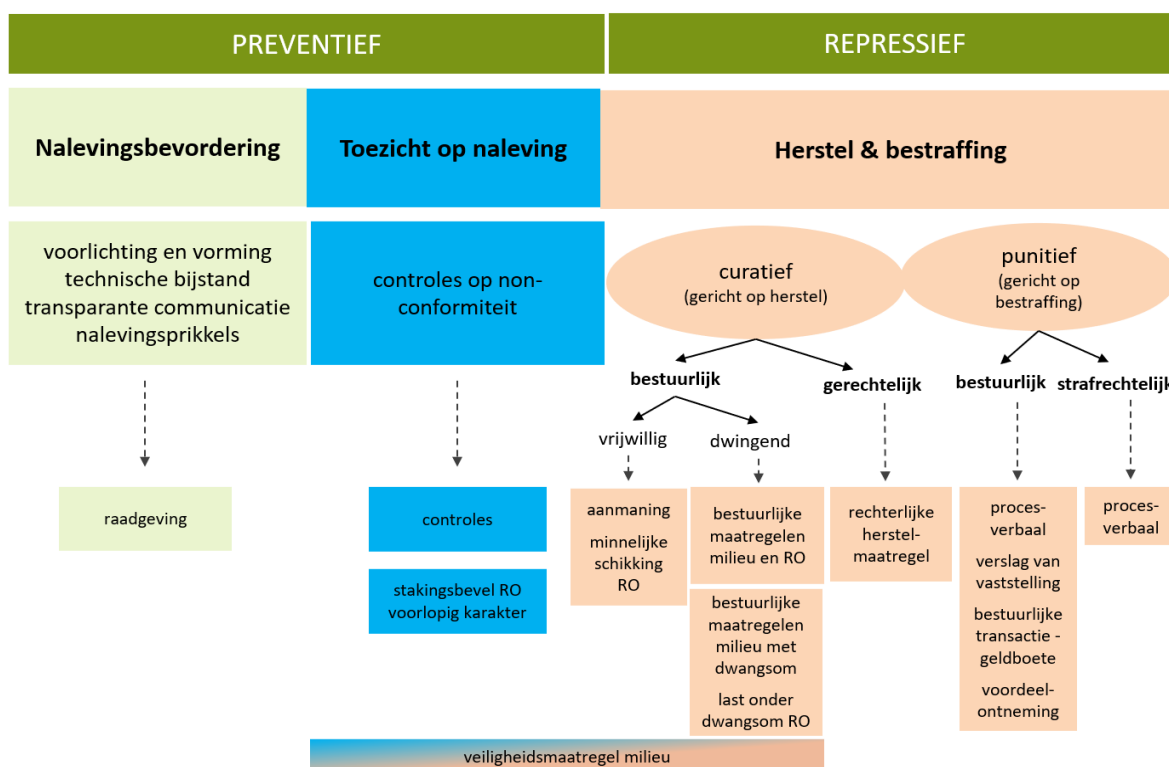 PREVENTIEF
REPRESSIEF
Nalevingsbevordering
Toezicht op naleving
Herstel & bestraffing
voorlichting en vorming
technische bijstand
transparante communicatie
nalevingsprikkels
controles op non-
conformiteit
curatief
(gericht op herstel)
punitief
(gericht op
bestraffing)
bestuurlijk
gerechtelijk
bestuurlijk
strafrechtelijk
vrijwillig
dwingend
raadgeving
controles
stakingsbevel RO
voorlopig karakter
aanmaning
minnelijke
schikking
RO
bestuurlijke
maatregelen
milieu en RO
bestuurlijke
maatregelen
milieu met
dwangsom
last onder
dwangsom RO
rechterlijke
herstel-
maatregel
proces-
verbaal
verslag van
vaststelling
bestuurlijke
transactie -
geldboete
voordeel-
ontneming
proces-
verbaal
veiligheidsmaatregel milieu